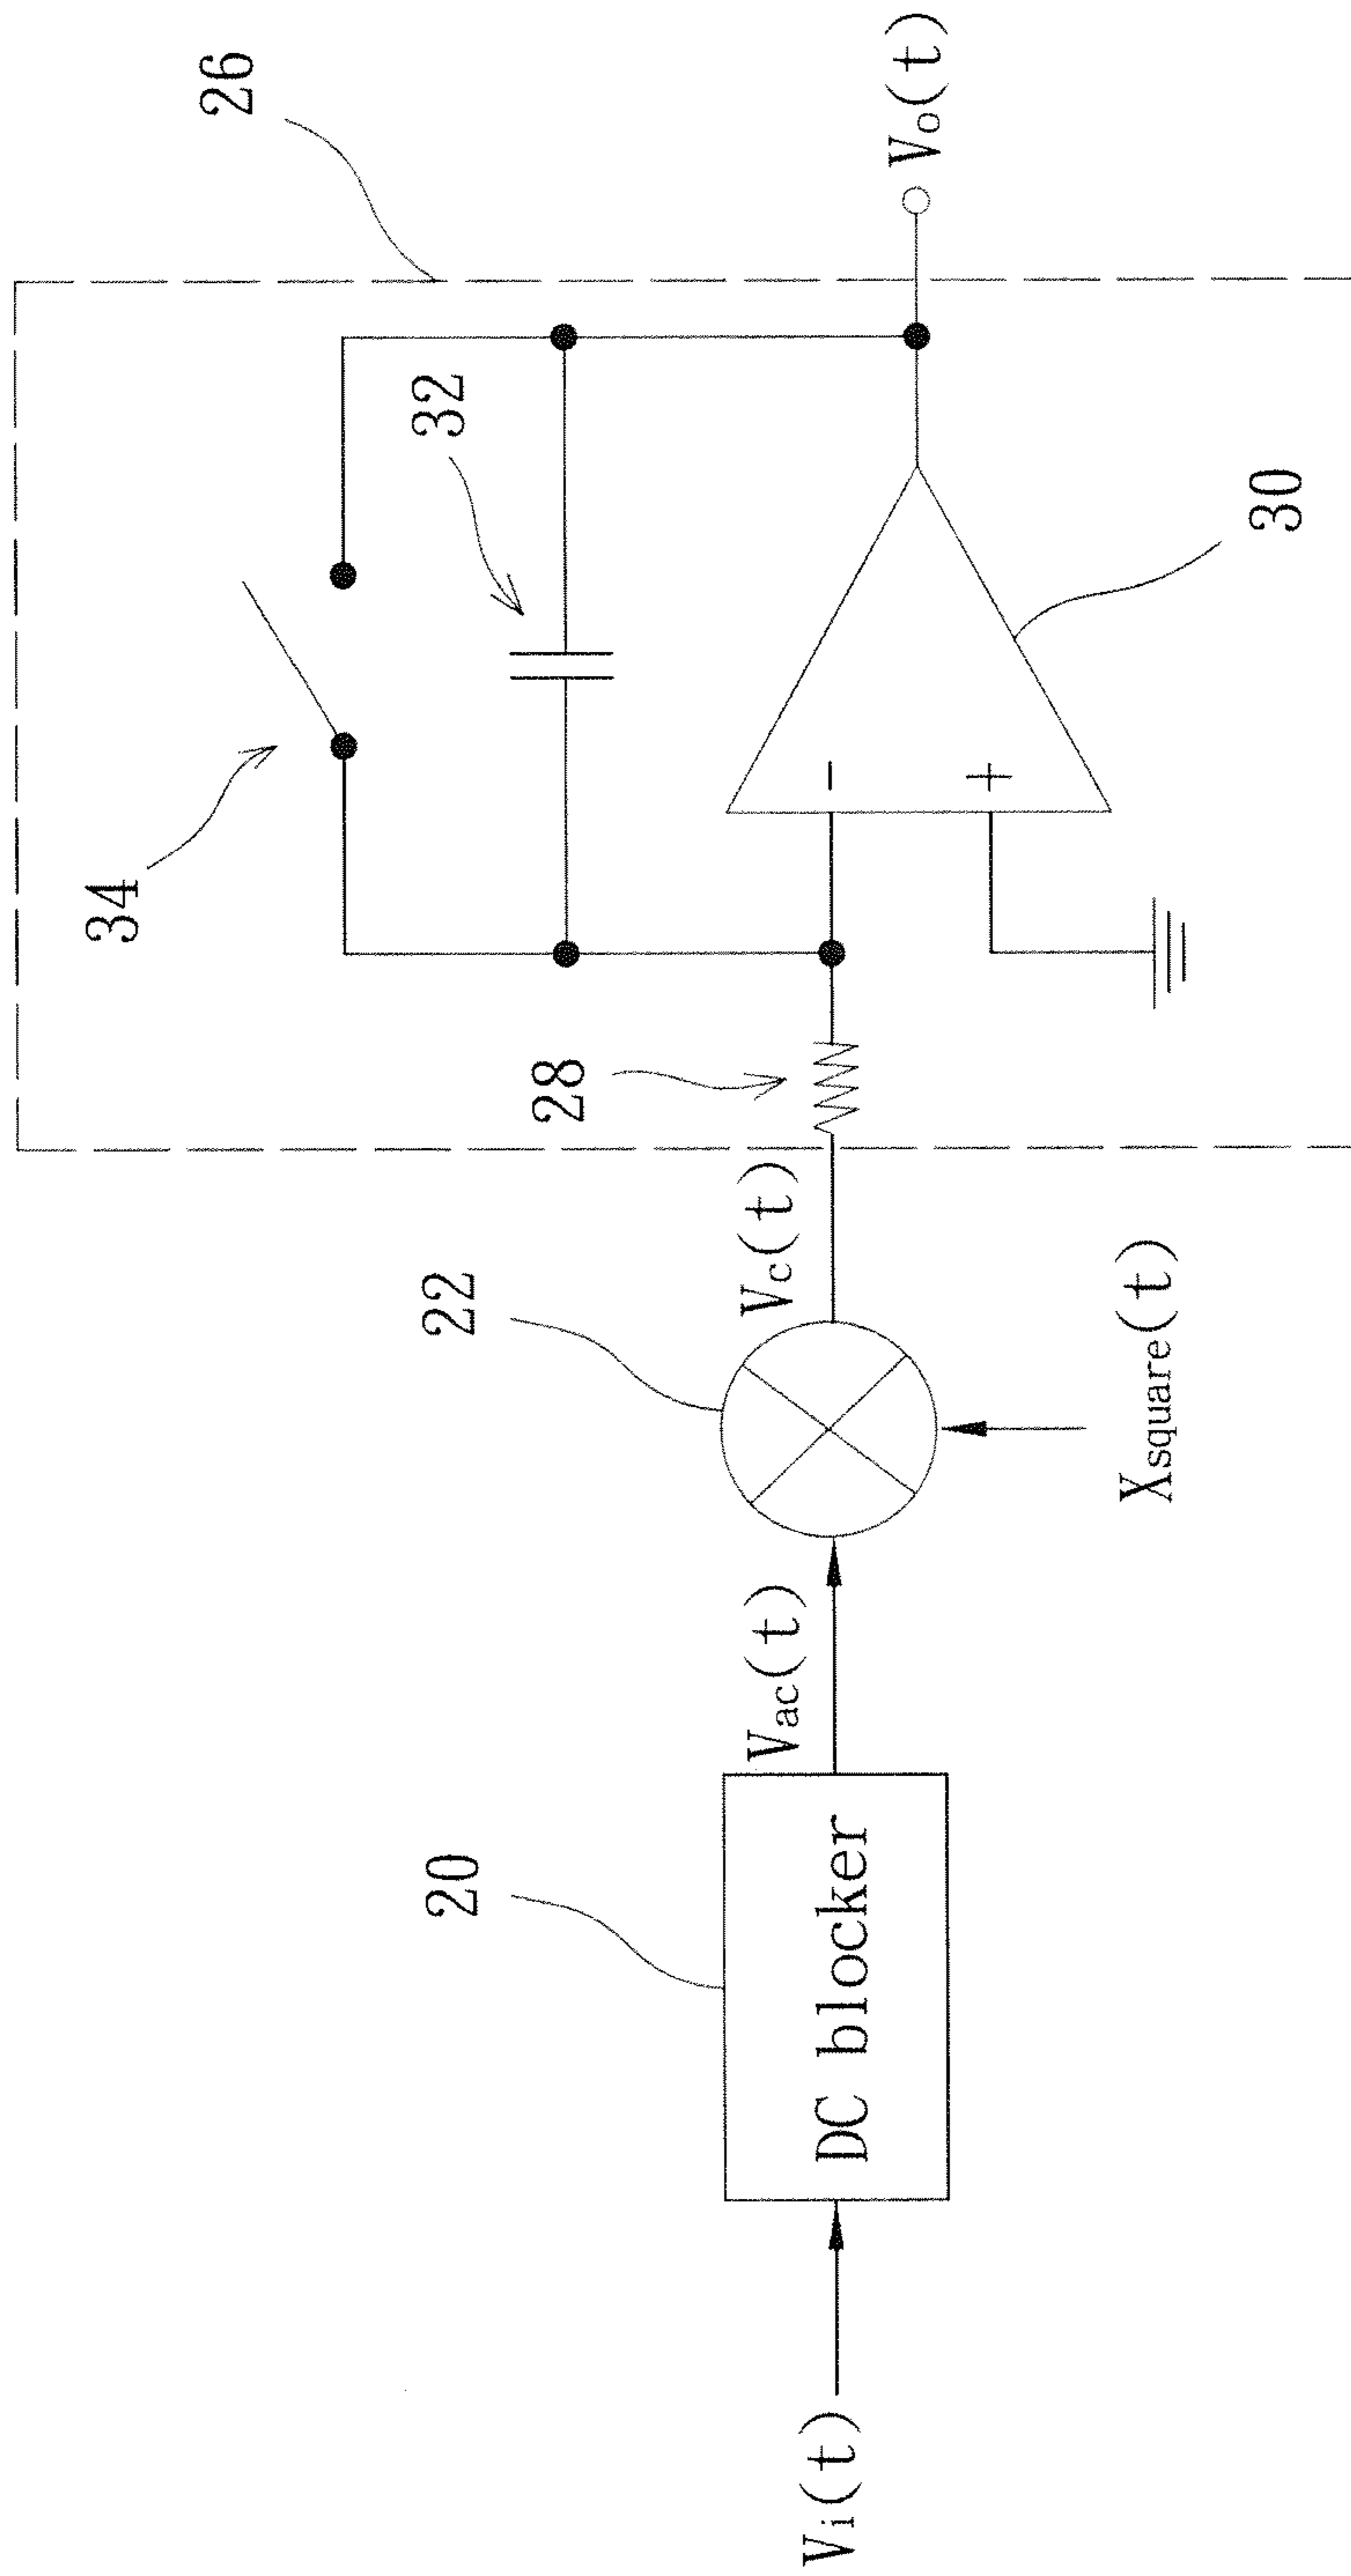 26
34
32
28
30
22
20
Vi(t)
DC blocker
Vac(t)
Xsquare(t)
Vc(t)
-
+
Vo(t)